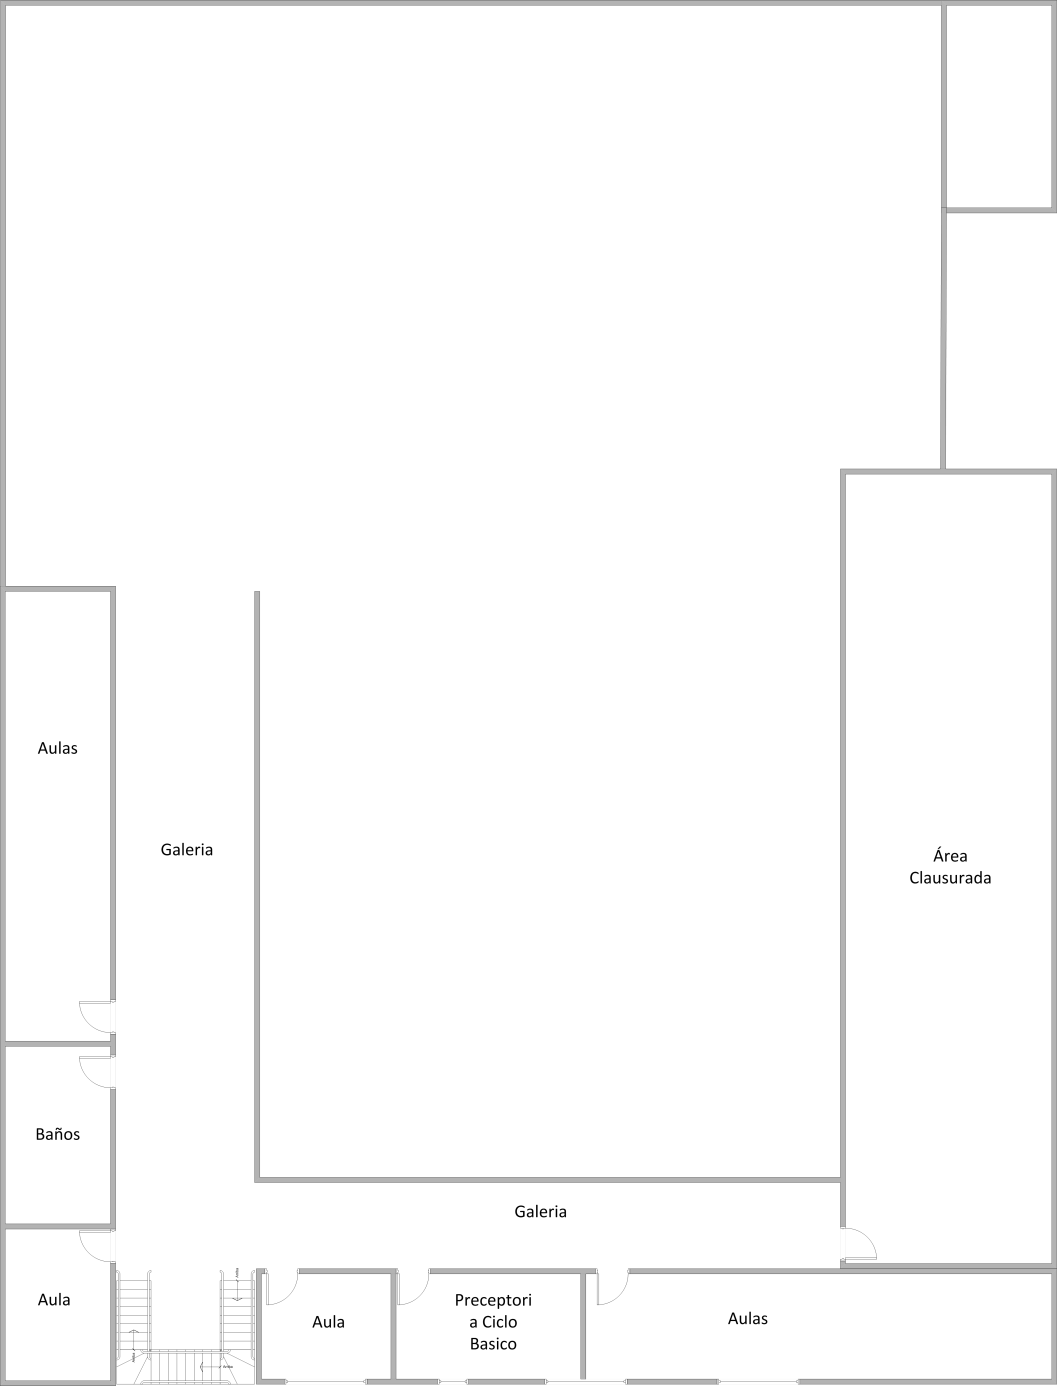 Aulas
Galeria
Área
Clausurada
Baños
Galeria
Aula
Aula
Preceptori
a Ciclo
Basico
Aulas